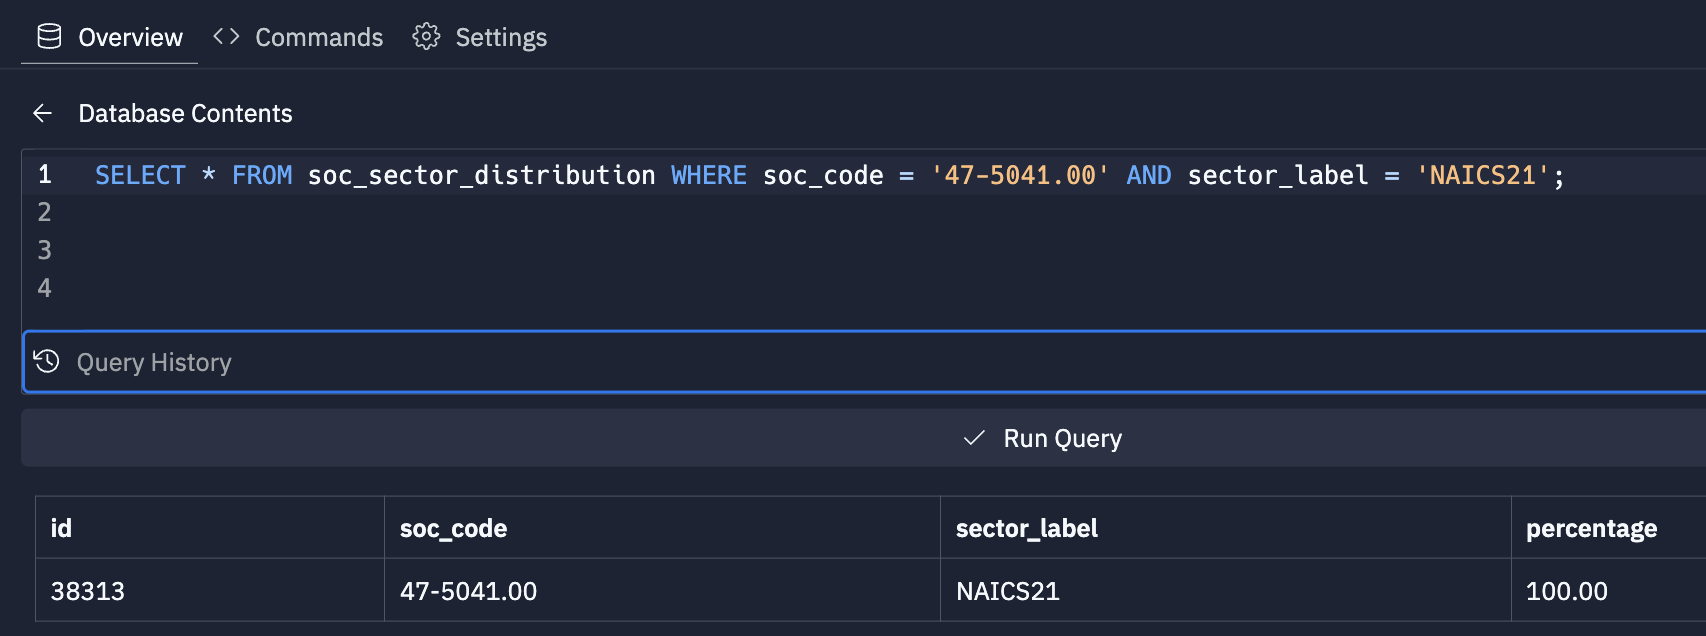 Overview <> Commands Settings
← Database Contents
1 SELECT * FROM soc_sector_distribution WHERE soc_code = '47-5041.00' AND sector_label = 'NAICS21';
2
3
4
Query History
✓ Run Query
id soc_code sector_label percentage
38313 47-5041.00 NAICS21 100.00